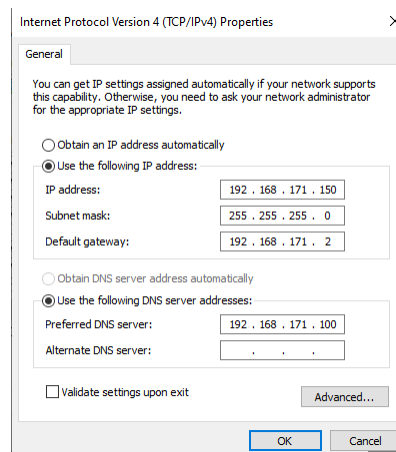 Internet Protocol Version 4 (TCP/IPv4) Properties
General
You can get IP settings assigned automatically if your network supports
this capability. Otherwise, you need to ask your network administrator
for the appropriate IP settings.
Obtain an IP address automatically
Use the following IP address:
IP address: 192 . 168 . 171 . 150
Subnet mask: 255 . 255 . 255 . 0
Default gateway: 192 . 168 . 171 . 2
Obtain DNS server address automatically
Use the following DNS server addresses:
Preferred DNS server: 192 . 168 . 171 . 100
Alternate DNS server: . . .
Validate settings upon exit
Advanced...
OK Cancel